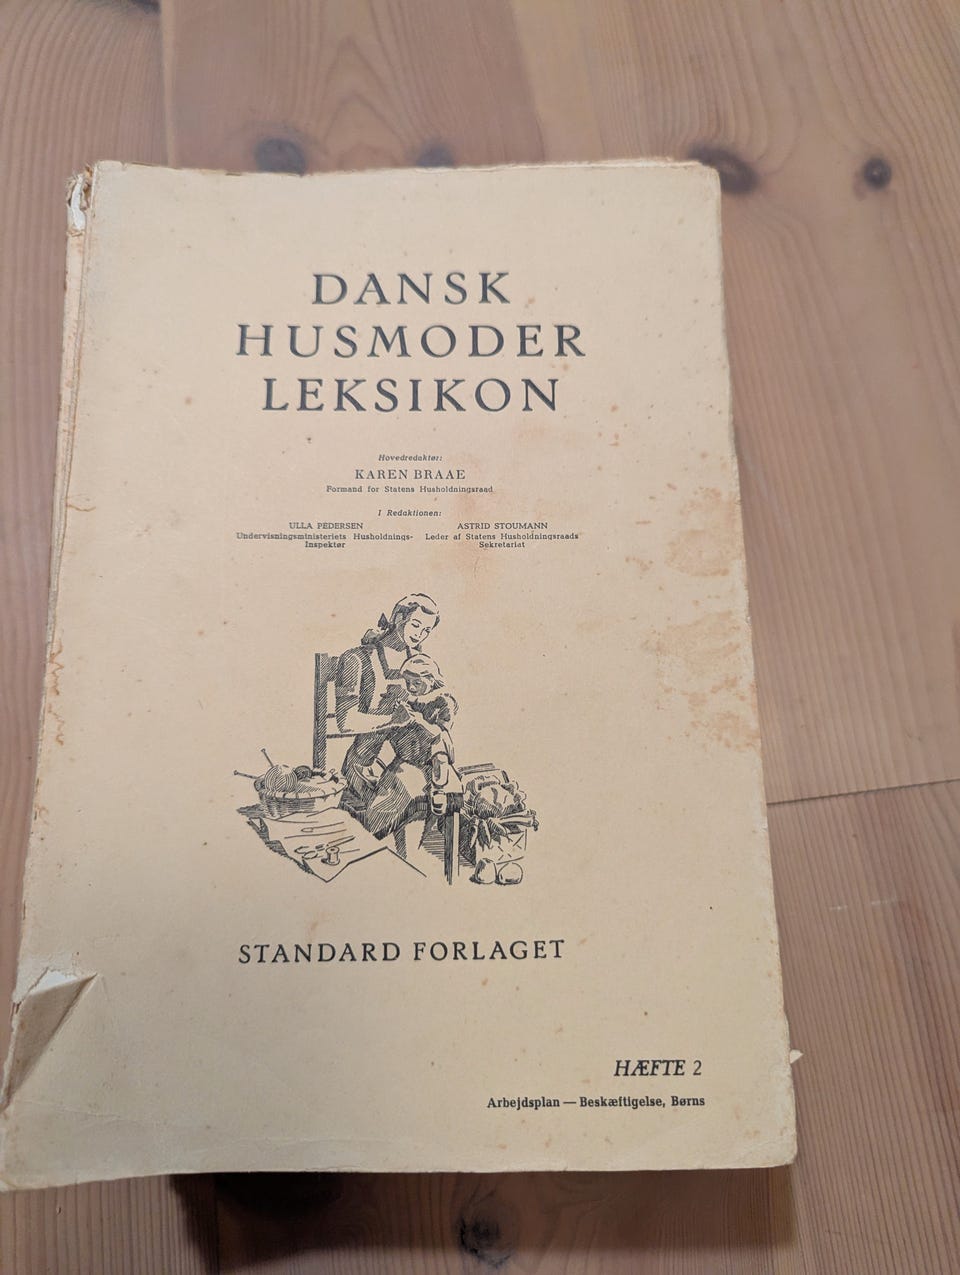 DANSK
HUSMODER
LEKSIKON
Hovedredaktør:
KAREN BRAAE
Formand for Statens Husholdningsraad
I Redaktionen:
ULLA PEDERSEN
Undervisningsministeriets Husholdnings-
Inspektør
ASTRID STOUMANN
Leder af Statens Husholdningsraads
Sekretariat
STANDARD FORLAGET
HÆFTE 2
Arbejdsplan — Beskæftigelse, Børns